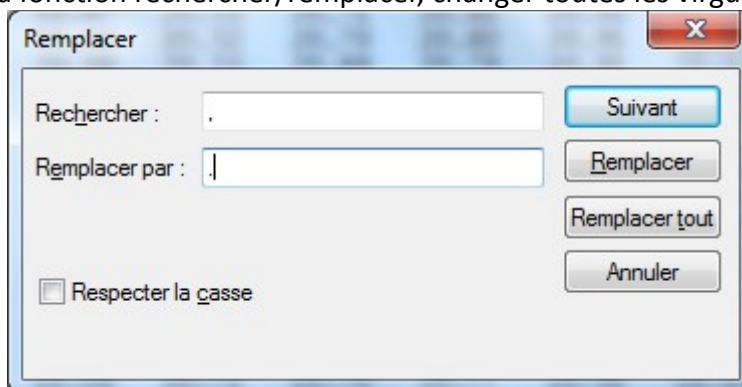 a fonction rechercher/remplacer, changer toutes les virgu
Remplacer
Rechercher : , Suivant
Remplacer par : . Remplacer
Remplacer tout
Respecter la casse Annuler